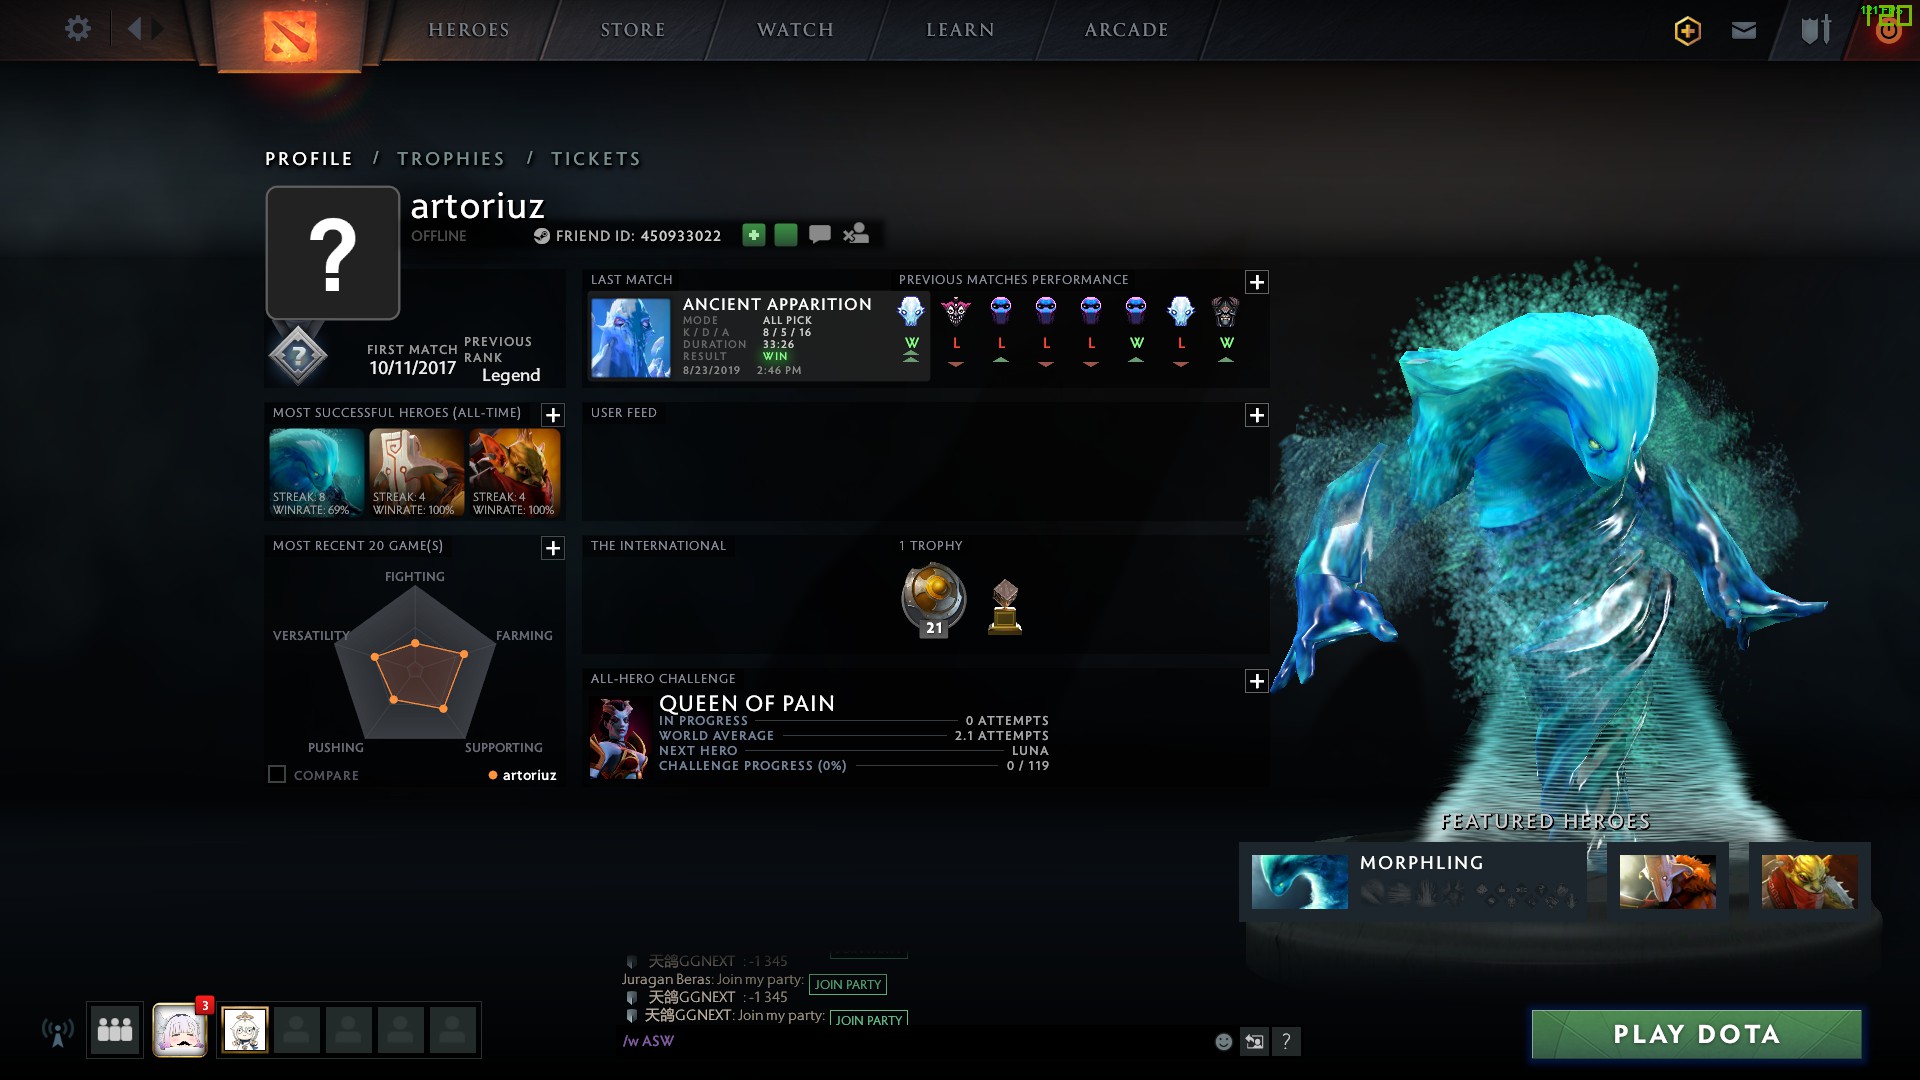 HEROES
STORE
WATCH
LEARN
ARCADE
120
PROFILE / TROPHIES / TICKETS
?
artoriuz
OFFLINE
FRIEND ID: 450933022
?
FIRST MATCH
10/11/2017
PREVIOUS
RANK
Legend
LAST MATCH
ANCIENT APPARITION
MODE ALL PICK
K / D / A 8 / 5 / 16
DURATION 33:26
RESULT WIN
8/23/2019 2:46 PM
PREVIOUS MATCHES PERFORMANCE
W L L L L W L W
MOST SUCCESSFUL HEROES (ALL-TIME)
STREAK: 8
WINRATE: 69%
STREAK: 4
WINRATE: 100%
STREAK: 4
WINRATE: 100%
USER FEED
MOST RECENT 20 GAME(S)
FIGHTING
VERSATILITY
FARMING
PUSHING
SUPPORTING
COMPARE
artoriuz
THE INTERNATIONAL
1 TROPHY
21
ALL-HERO CHALLENGE
QUEEN OF PAIN
IN PROGRESS 0 ATTEMPTS
WORLD AVERAGE 2.1 ATTEMPTS
NEXT HERO LUNA
CHALLENGE PROGRESS (0%) 0 / 119
FEATURED HEROES
MORPHLING
天鸽GGNEXT : -1 345
Juragan Beras: Join my party: JOIN PARTY
天鸽GGNEXT : -1 345
天鸽GGNEXT: Join my party: JOIN PARTY
/w ASW
?
3
PLAY DOTA